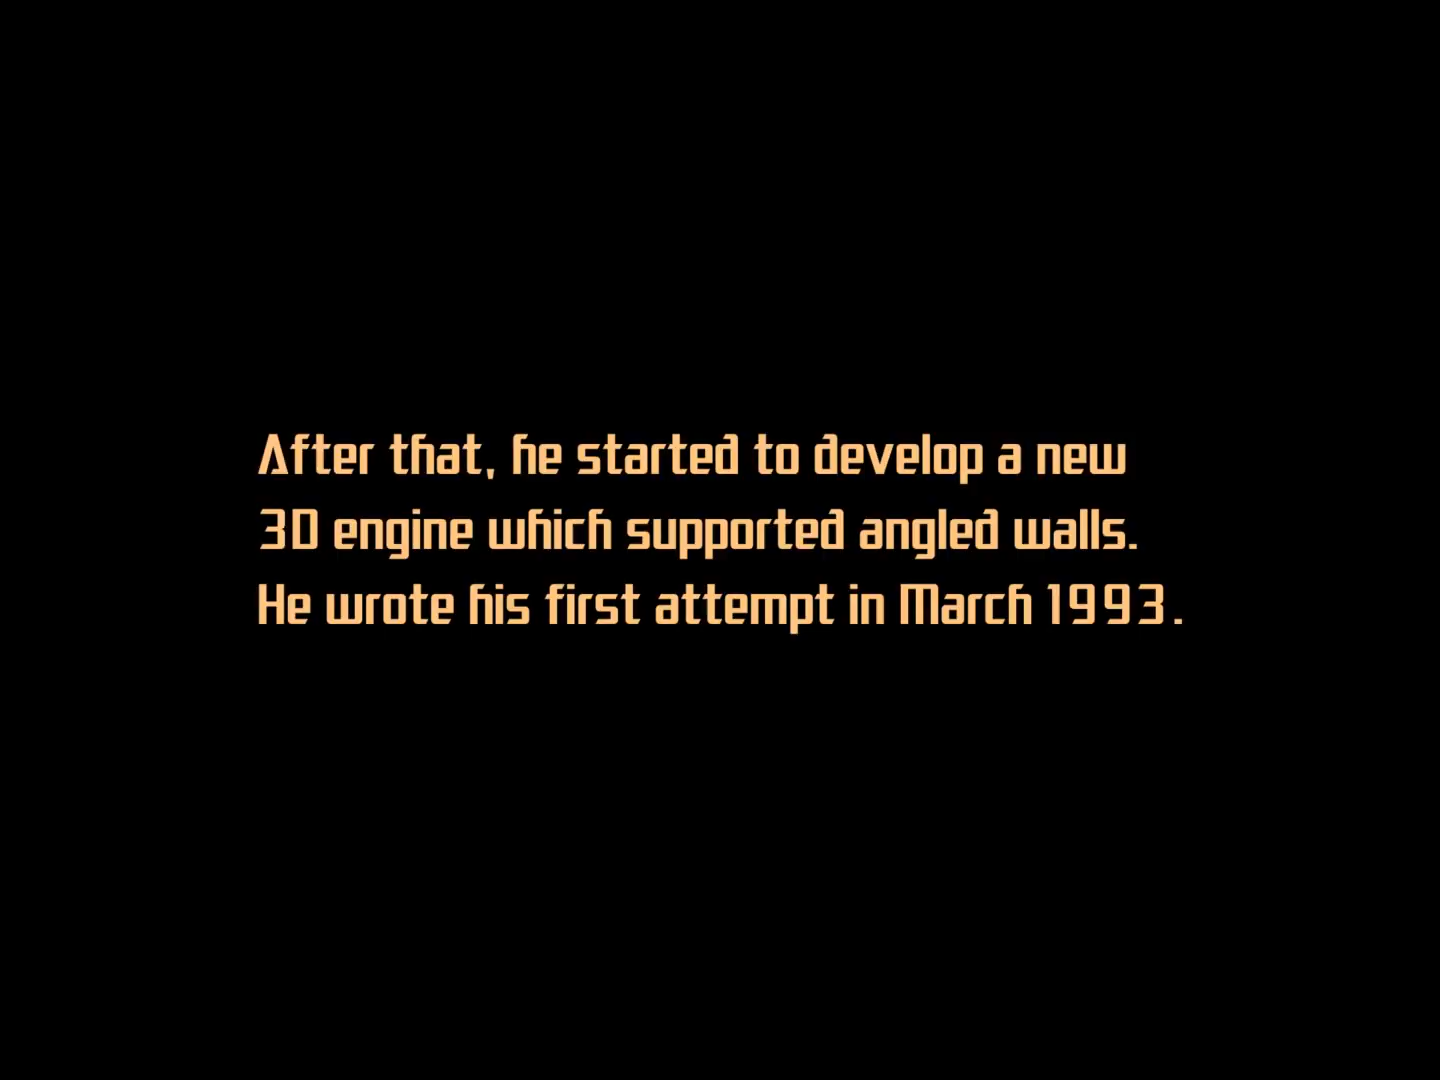 After that, he started to develop a new
3D engine which supported angled walls.
He wrote his first attempt in March 1993.